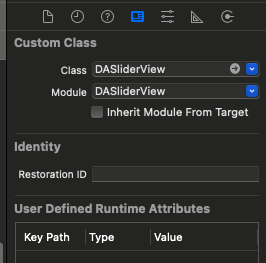 Custom Class
Class DASliderView
Module DASliderView
Inherit Module From Target
Identity
Restoration ID
User Defined Runtime Attributes
Key Path Type Value